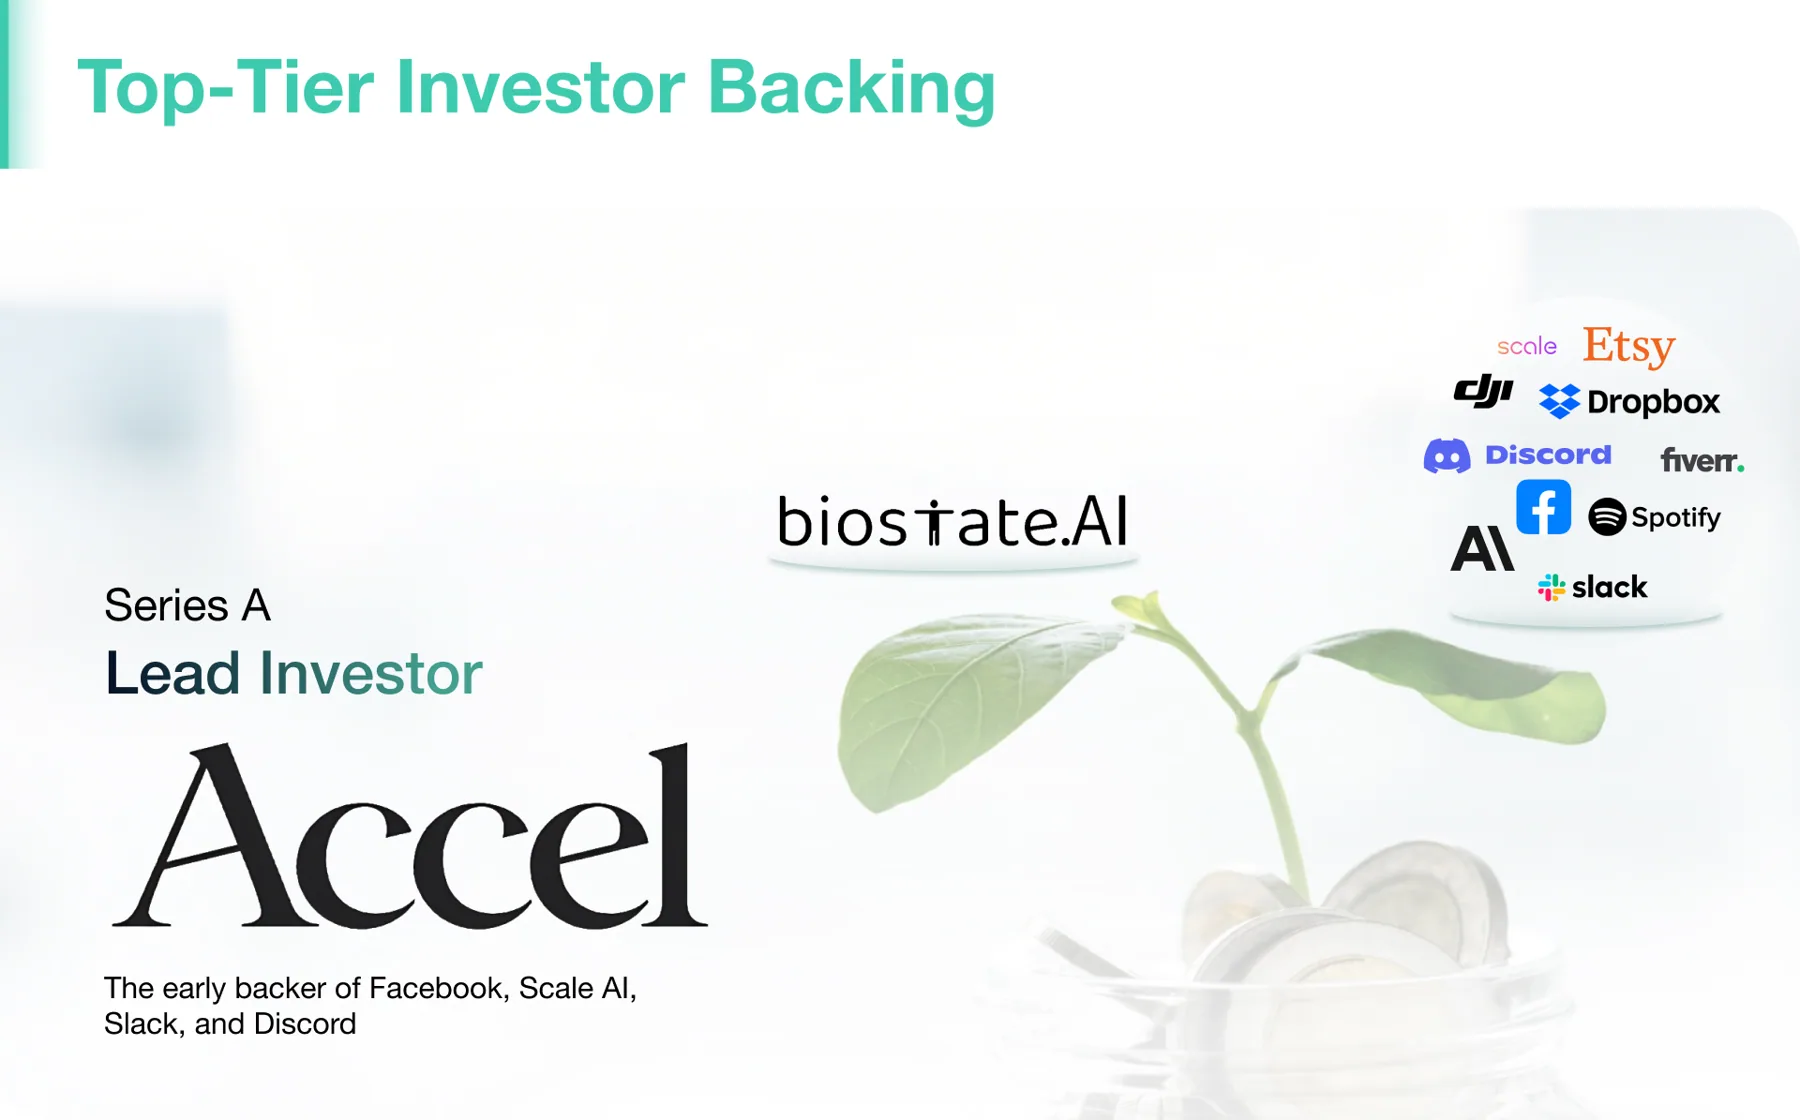 Top-Tier Investor Backing
scale Etsy
dji Dropbox
Discord fiverr.
Spotify
A\
slack
biostate.AI
Series A
Lead Investor
Accel
The early backer of Facebook, Scale AI,
Slack, and Discord